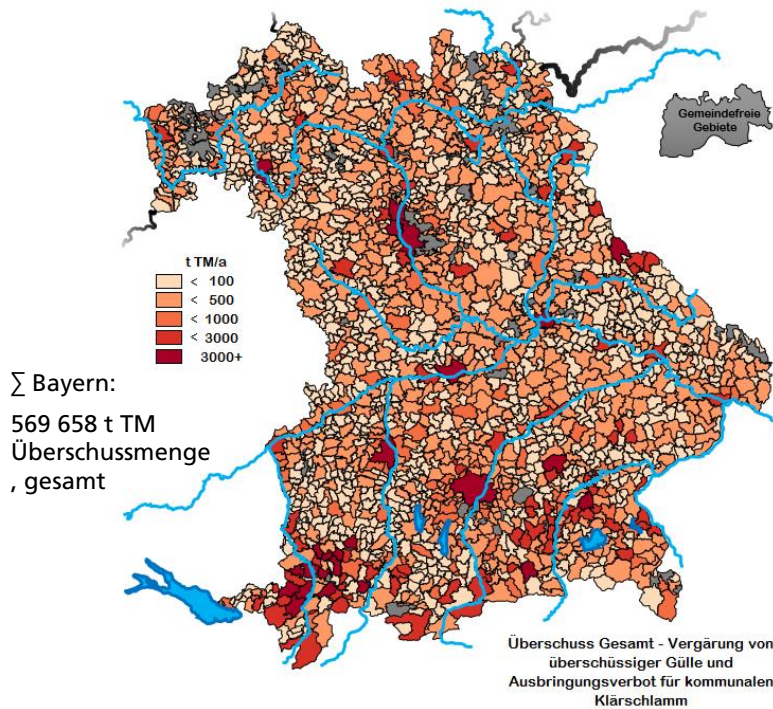 Gemeindefreie
Gebiete
t TM/a
< 100
< 500
< 1000
< 3000
3000+
∑ Bayern:
569 658 t TM
Überschussmenge
, gesamt
Überschuss Gesamt - Vergärung von
überschüssiger Gülle und
Ausbringungsverbot für kommunalen
Klärschlamm